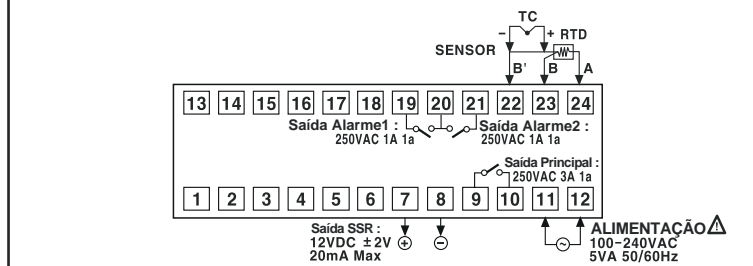 TC
− + RTD
SENSOR
B' B A
13 14 15 16 17 18 19 20 21 22 23 24
Saída Alarme1 : Saída Alarme2 :
250VAC 1A 1a 250VAC 1A 1a
Saída Principal :
250VAC 3A 1a
1 2 3 4 5 6 7 8 9 10 11 12
Saída SSR :
12VDC ±2V + −
20mA Max
ALIMENTAÇÃO
100-240VAC
5VA 50/60Hz